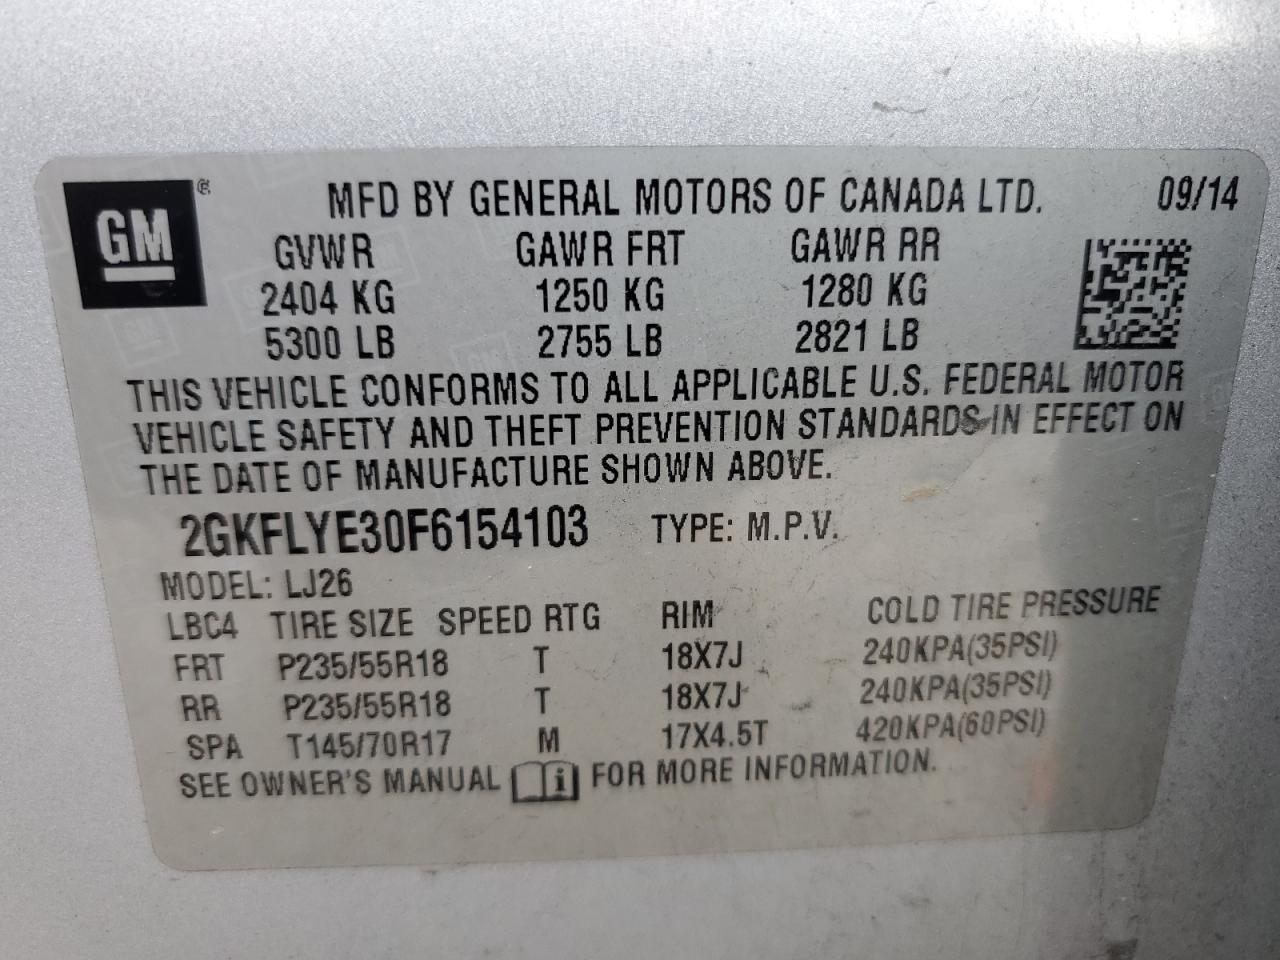 GM ® MFD BY GENERAL MOTORS OF CANADA LTD. 09/14
GVWR GAWR FRT GAWR RR
2404 KG 1250 KG 1280 KG
5300 LB 2755 LB 2821 LB
THIS VEHICLE CONFORMS TO ALL APPLICABLE U.S. FEDERAL MOTOR
VEHICLE SAFETY AND THEFT PREVENTION STANDARDS IN EFFECT ON
THE DATE OF MANUFACTURE SHOWN ABOVE.
2GKFLYE30F6154103 TYPE: M.P.V.
MODEL: LJ26
LBC4 TIRE SIZE SPEED RTG RIM COLD TIRE PRESSURE
FRT P235/55R18 T 18X7J 240KPA(35PSI)
RR P235/55R18 T 18X7J 240KPA(35PSI)
SPA T145/70R17 M 17X4.5T 420KPA(60PSI)
SEE OWNER'S MANUAL i FOR MORE INFORMATION.